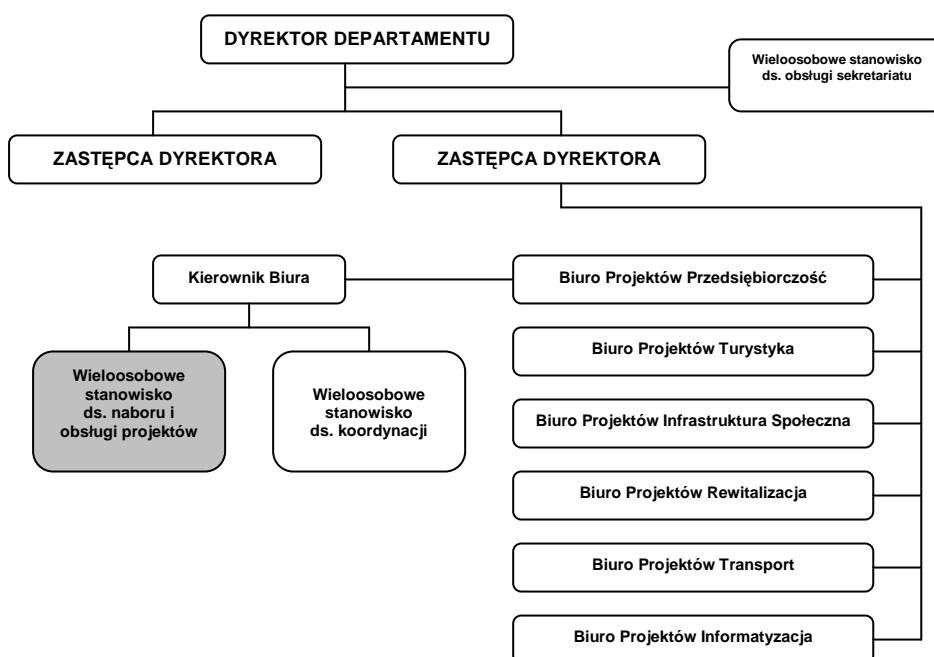 DYREKTOR DEPARTAMENTU
Wieloosobowe stanowisko
ds. obsługi sekretariatu
ZASTĘPCA DYREKTORA
ZASTĘPCA DYREKTORA
Kierownik Biura
Biuro Projektów Przedsiębiorczość
Biuro Projektów Turystyka
Wieloosobowe
stanowisko
ds. naboru i
obsługi projektów
Wieloosobowe
stanowisko
ds. koordynacji
Biuro Projektów Infrastruktura Społeczna
Biuro Projektów Rewitalizacja
Biuro Projektów Transport
Biuro Projektów Informatyzacja